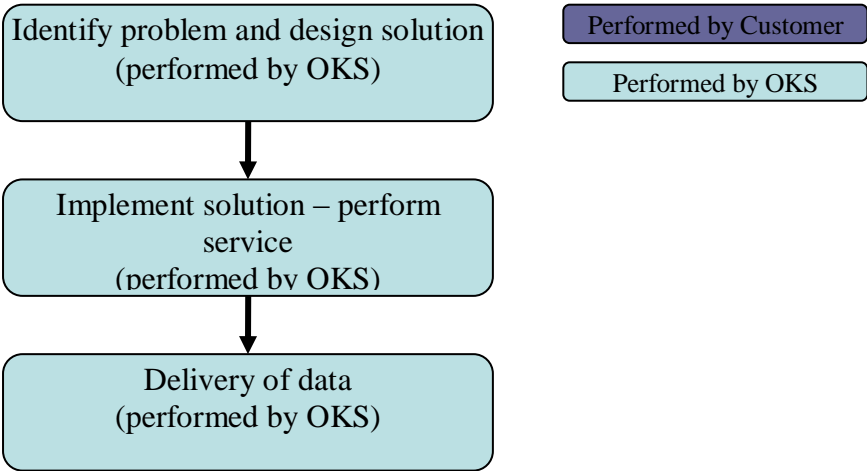 Identify problem and design solution
(performed by OKS)
Performed by Customer
Performed by OKS
Implement solution – perform
service
(performed by OKS)
Delivery of data
(performed by OKS)